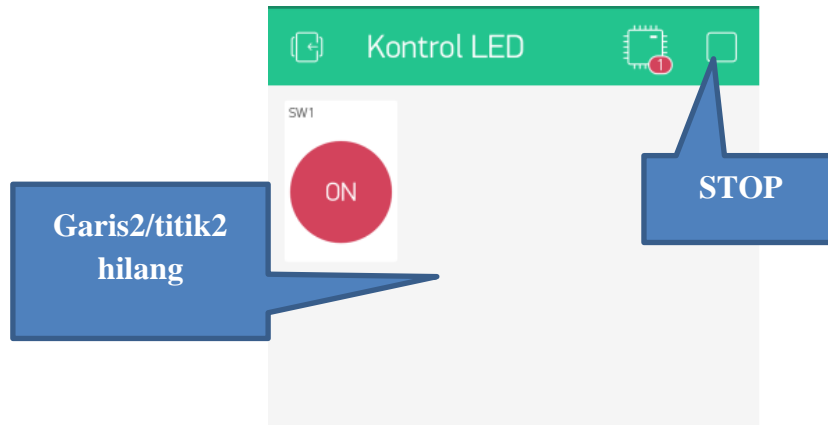 Kontrol LED
1
SW1
ON
STOP
Garis2/titik2
hilang